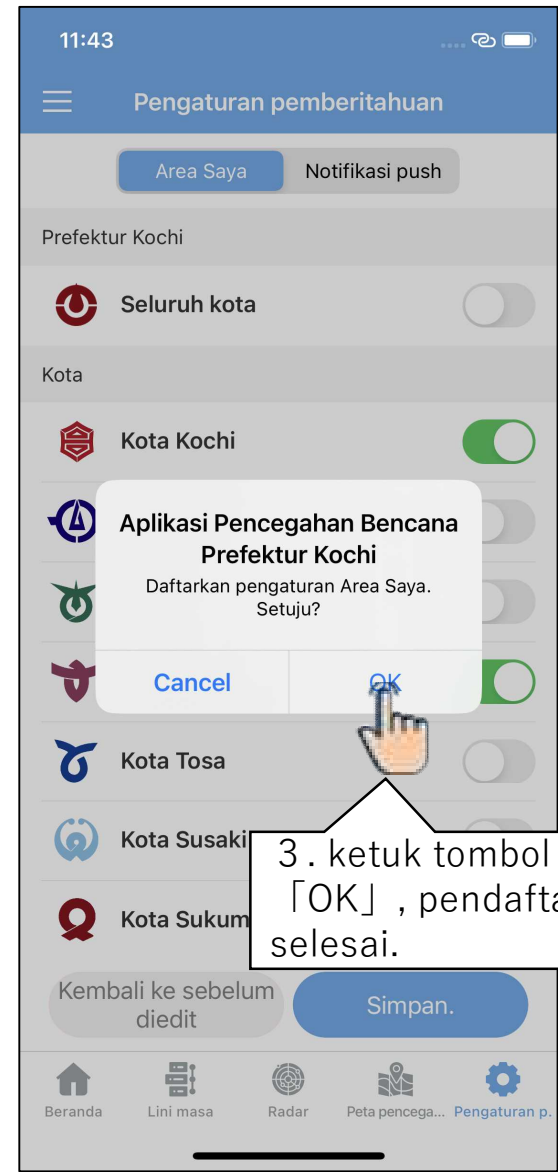 11:43
Pengaturan pemberitahuan
Area Saya Notifikasi push
Prefektur Kochi
Seluruh kota
Kota
Kota Kochi
Aplikasi Pencegahan Bencana
Prefektur Kochi
Daftarkan pengaturan Area Saya.
Setuju?
Cancel OK
Kota Tosa
Kota Susaki
Kota Sukum
3. ketuk tombol
「OK」, pendafta
selesai.
Kembali ke sebelum
diedit
Simpan.
Beranda Lini masa Radar Peta pencega... Pengaturan p.